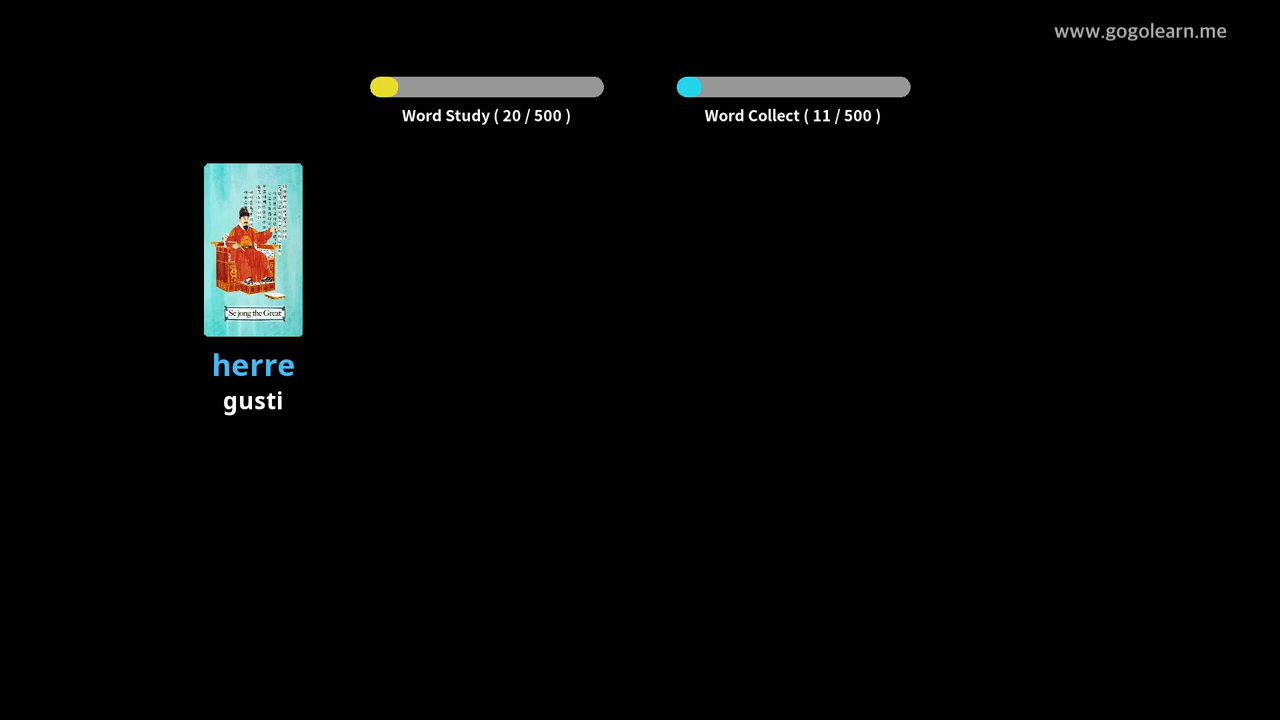 www.gogolearn.me
Word Study ( 20 / 500 )
Word Collect ( 11 / 500 )
Se jong the Great
herre
gusti